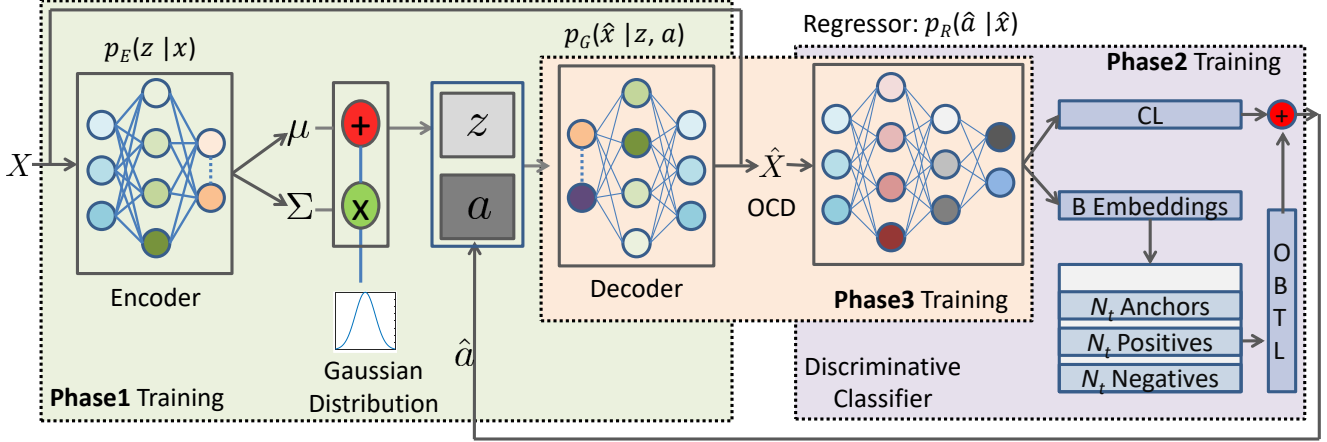 Regressor: p_R(â | x̂)
p_E(z | x)
p_G(x̂ | z, a)
Phase2 Training
X
μ
Σ
+
x
z
a
X̂
OCD
CL
+
B Embeddings
O
B
T
L
Encoder
Decoder
Phase3 Training
N_t Anchors
N_t Positives
N_t Negatives
â
Gaussian
Distribution
Phase1 Training
Discriminative
Classifier